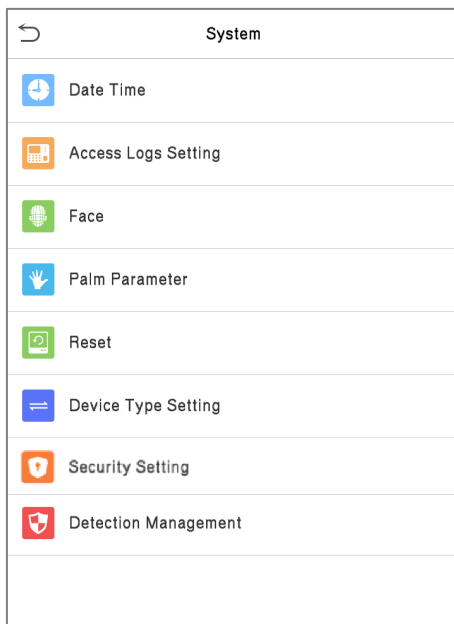 System
Date Time
Access Logs Setting
Face
Palm Parameter
Reset
Device Type Setting
Security Setting
Detection Management